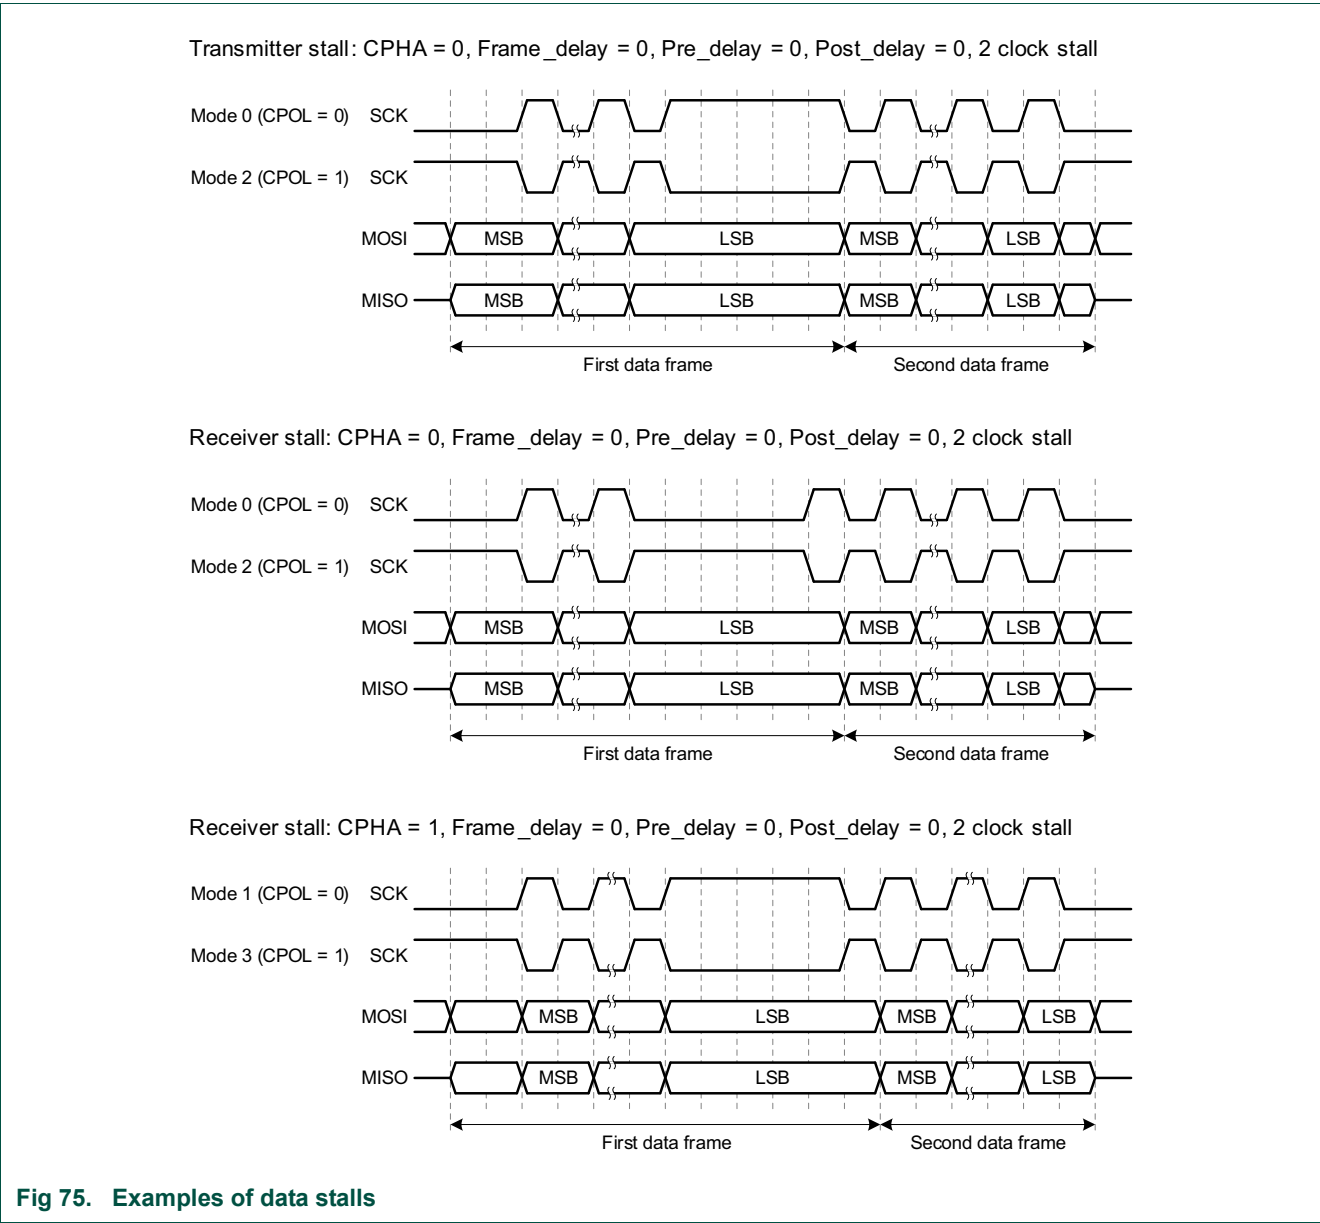 Transmitter stall: CPHA = 0, Frame_delay = 0, Pre_delay = 0, Post_delay = 0, 2 clock stall
Mode 0 (CPOL = 0) SCK
Mode 2 (CPOL = 1) SCK
MOSI MSB LSB MSB LSB
MISO MSB LSB MSB LSB
First data frame Second data frame
Receiver stall: CPHA = 0, Frame_delay = 0, Pre_delay = 0, Post_delay = 0, 2 clock stall
Mode 0 (CPOL = 0) SCK
Mode 2 (CPOL = 1) SCK
MOSI MSB LSB MSB LSB
MISO MSB LSB MSB LSB
First data frame Second data frame
Receiver stall: CPHA = 1, Frame_delay = 0, Pre_delay = 0, Post_delay = 0, 2 clock stall
Mode 1 (CPOL = 0) SCK
Mode 3 (CPOL = 1) SCK
MOSI MSB LSB MSB LSB
MISO MSB LSB MSB LSB
First data frame Second data frame
Fig 75. Examples of data stalls